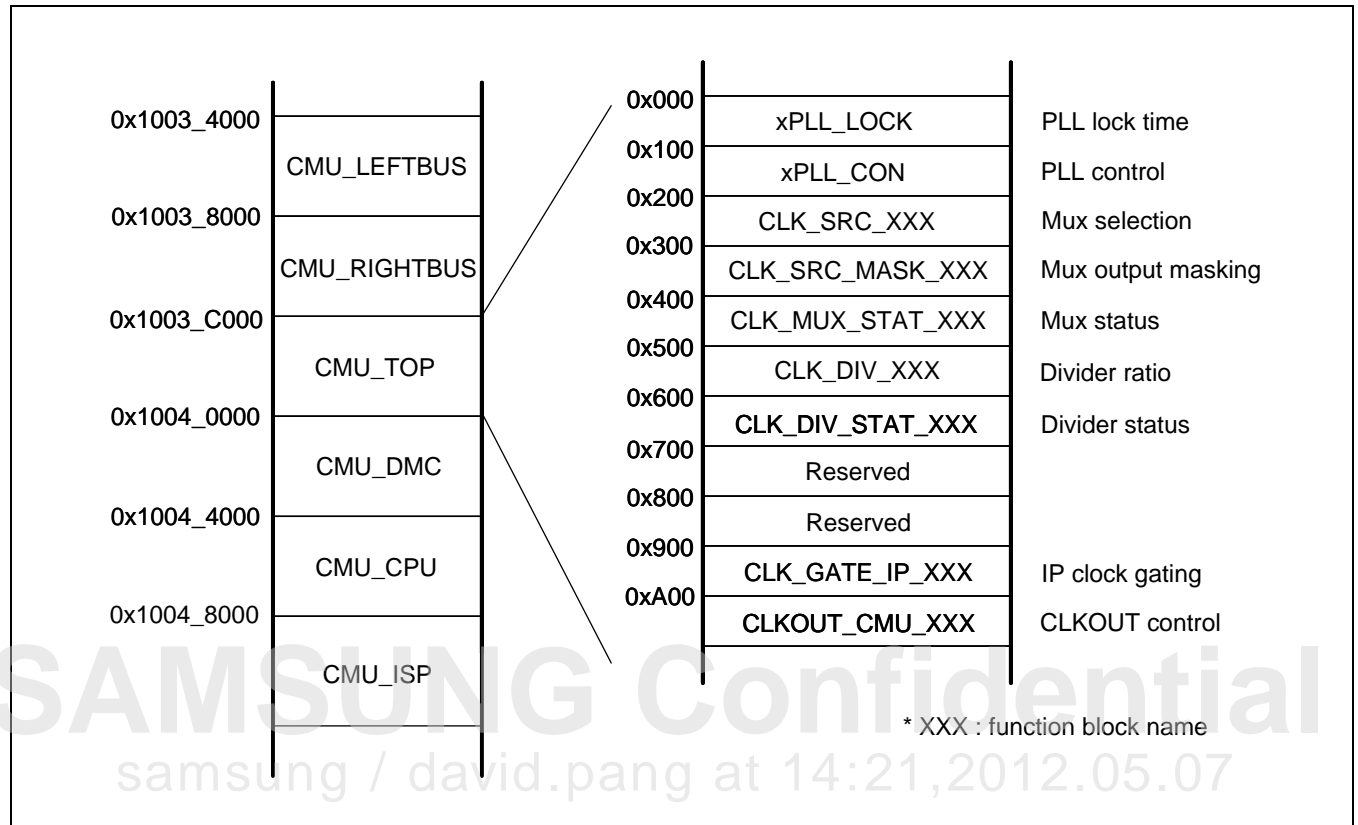 0x1003_4000
CMU_LEFTBUS
0x1003_8000
CMU_RIGHTBUS
0x1003_C000
CMU_TOP
0x1004_0000
CMU_DMC
0x1004_4000
CMU_CPU
0x1004_8000
CMU_ISP
0x000
xPLL_LOCK PLL lock time
0x100
xPLL_CON PLL control
0x200
CLK_SRC_XXX Mux selection
0x300
CLK_SRC_MASK_XXX Mux output masking
0x400
CLK_MUX_STAT_XXX Mux status
0x500
CLK_DIV_XXX Divider ratio
0x600
CLK_DIV_STAT_XXX Divider status
0x700
Reserved
0x800
Reserved
0x900
CLK_GATE_IP_XXX IP clock gating
0xA00
CLKOUT_CMU_XXX CLKOUT control
* XXX : function block name
SAMSUNG Confidential
samsung / david.pang at 14:21,2012.05.07